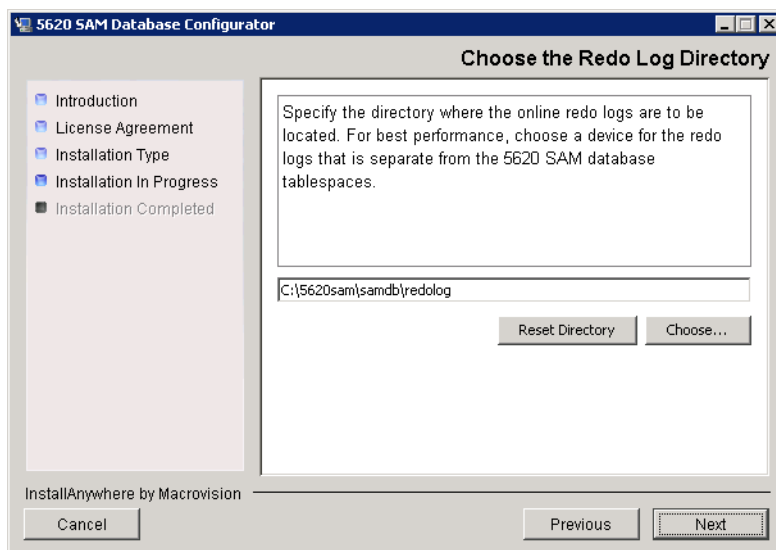 5620 SAM Database Configurator
Choose the Redo Log Directory
Introduction
License Agreement
Installation Type
Installation In Progress
Installation Completed
Specify the directory where the online redo logs are to be
located. For best performance, choose a device for the redo
logs that is separate from the 5620 SAM database
tablespaces.
C:\5620sam\samdb\redolog
Reset Directory
Choose...
InstallAnywhere by Macrovision
Cancel
Previous
Next